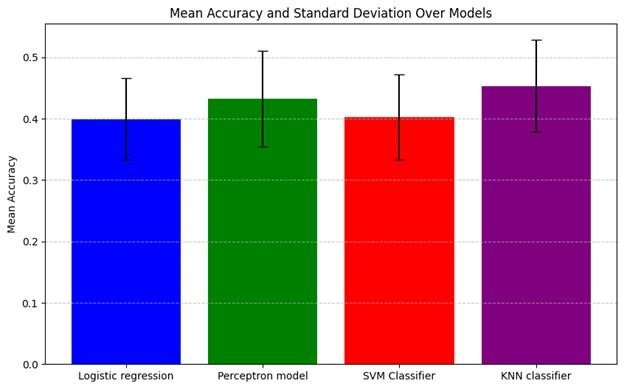 Mean Accuracy and Standard Deviation Over Models
Mean Accuracy
0.5
0.4
0.3
0.2
0.1
0.0
Logistic regression
Perceptron model
SVM Classifier
KNN classifier